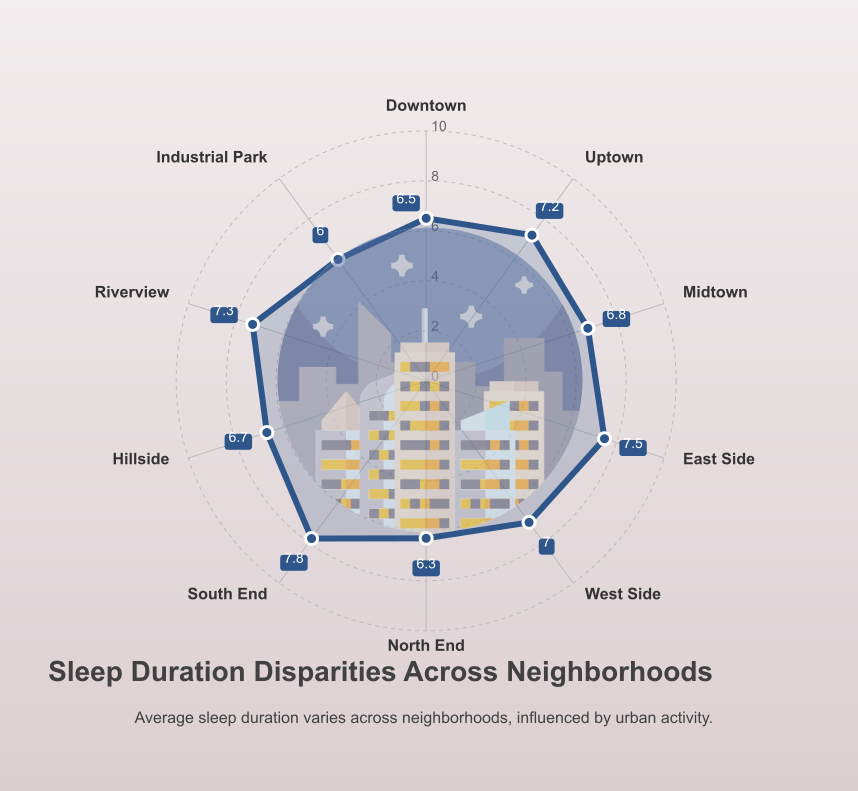 Downtown
10
Industrial Park
Uptown
8
6.5
7.2
6
6
4
Riverview
Midtown
7.3
6.8
2
0
6.7
7.5
Hillside
East Side
7
7.8
6.3
South End
West Side
North End
Sleep Duration Disparities Across Neighborhoods
Average sleep duration varies across neighborhoods, influenced by urban activity.